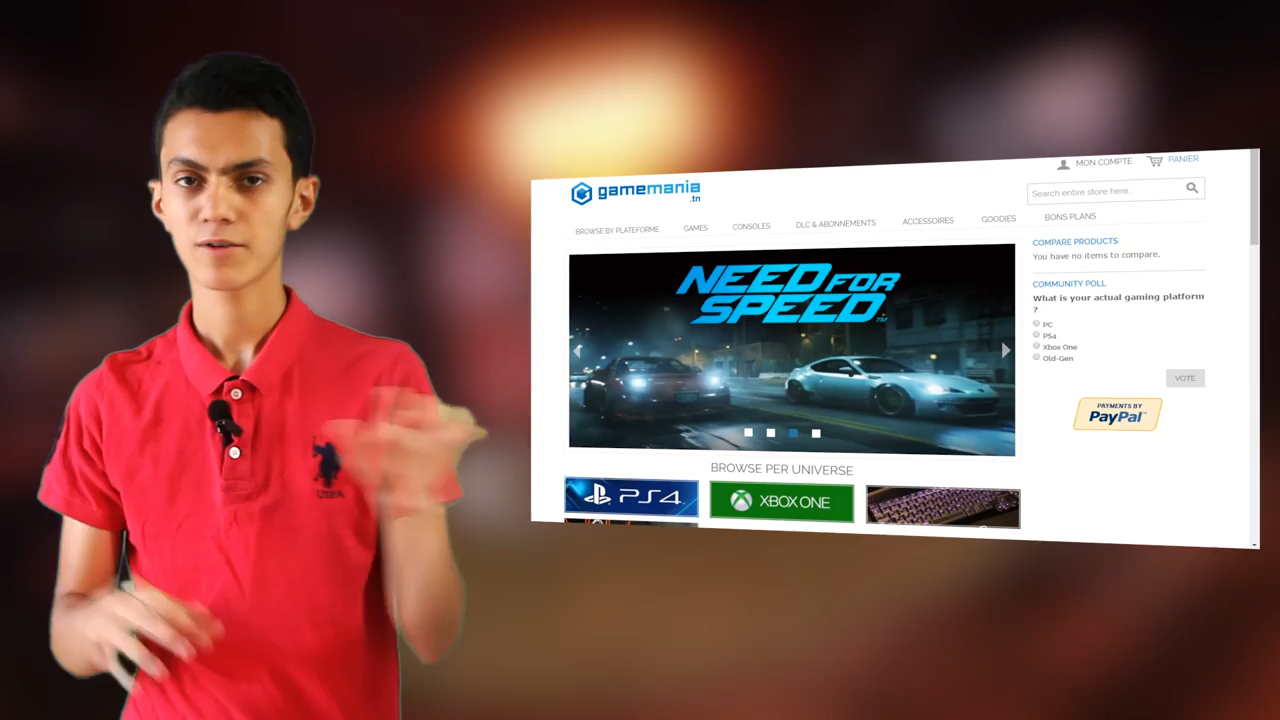 MON COMPTE
PANIER
gamemania
.tn
Search entire store here...
BROWSE BY PLATEFORME
GAMES
CONSOLES
DLC & ABONNEMENTS
ACCESSOIRES
GOODIES
BONS PLANS
NEED FOR
SPEED™
COMPARE PRODUCTS
You have no items to compare.
COMMUNITY POLL
What is your actual gaming platform
?
PC
PS4
Xbox One
Old-Gen
VOTE
PAYMENTS BY
PayPal™
BROWSE PER UNIVERSE
PS4
XBOX ONE